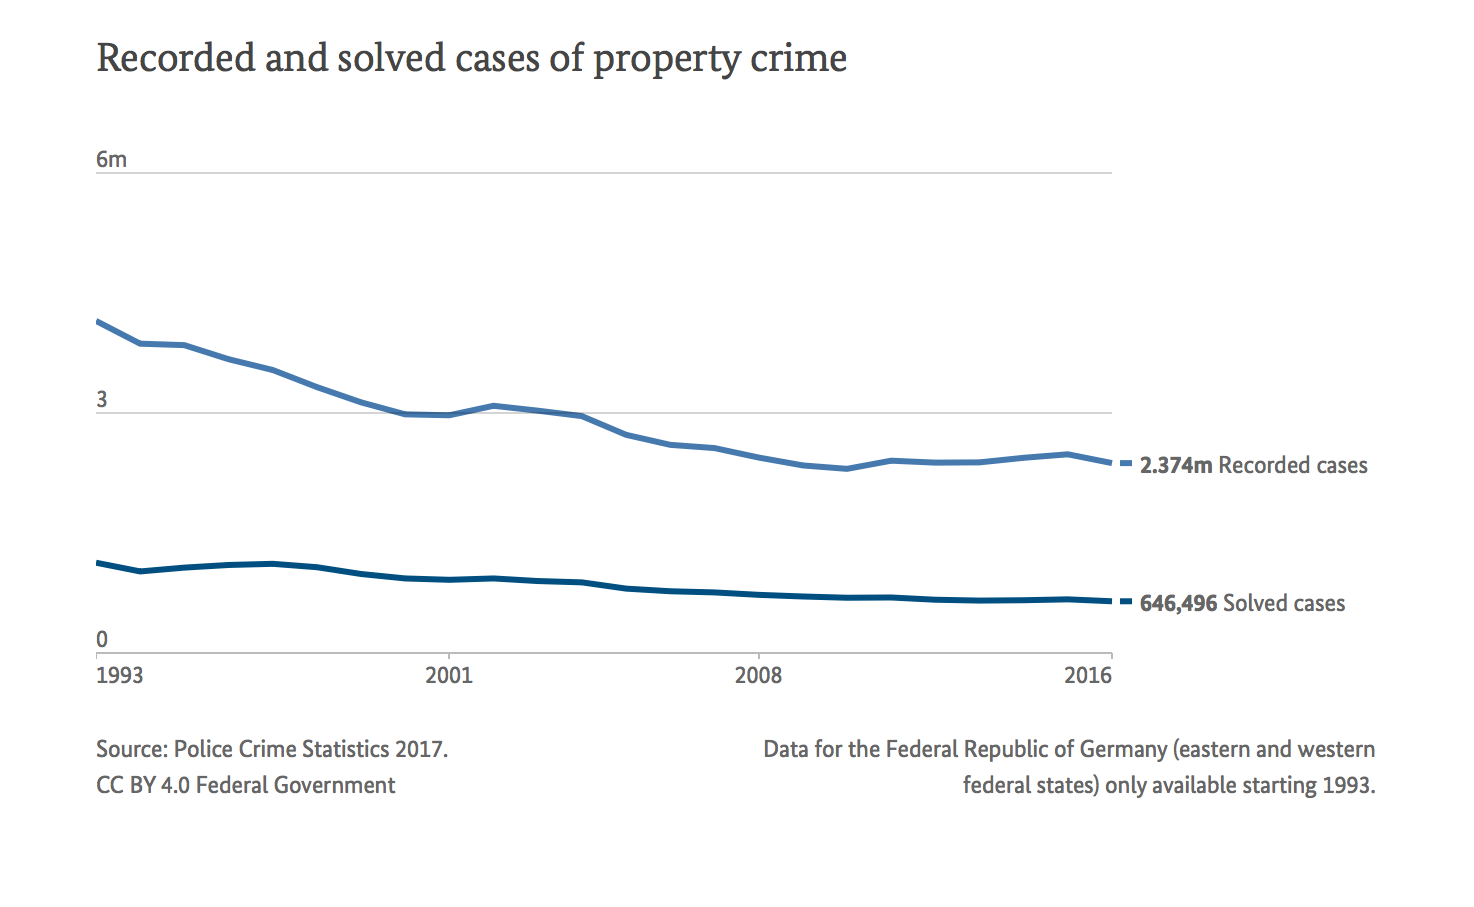 Recorded and solved cases of property crime
6m
3
2.374m Recorded cases
646,496 Solved cases
0
1993 2001 2008 2016
Source: Police Crime Statistics 2017.
CC BY 4.0 Federal Government
Data for the Federal Republic of Germany (eastern and western
federal states) only available starting 1993.